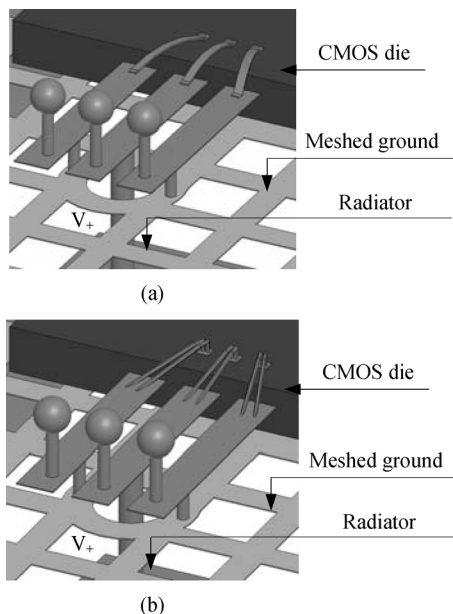 CMOS die
Meshed ground
Radiator
V+
(a)
CMOS die
Meshed ground
Radiator
V+
(b)